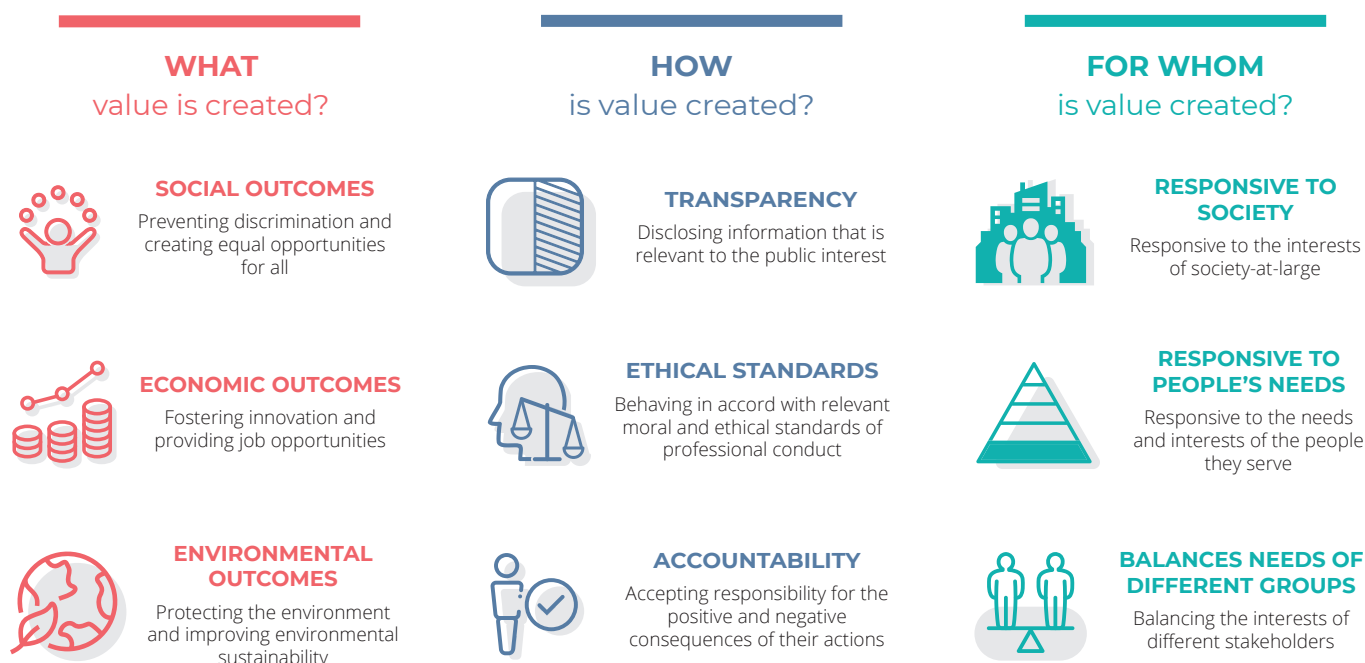 WHAT
value is created?
SOCIAL OUTCOMES
Preventing discrimination and
creating equal opportunities
for all
ECONOMIC OUTCOMES
Fostering innovation and
providing job opportunities
ENVIRONMENTAL
OUTCOMES
Protecting the environment
and improving environmental
sustainability
HOW
is value created?
TRANSPARENCY
Disclosing information that is
relevant to the public interest
ETHICAL STANDARDS
Behaving in accord with relevant
moral and ethical standards of
professional conduct
ACCOUNTABILITY
Accepting responsibility for the
positive and negative
consequences of their actions
FOR WHOM
is value created?
RESPONSIVE TO
SOCIETY
Responsive to the interests
of society-at-large
RESPONSIVE TO
PEOPLE’S NEEDS
Responsive to the needs
and interests of the people
they serve
BALANCES NEEDS OF
DIFFERENT GROUPS
Balancing the interests of
different stakeholders